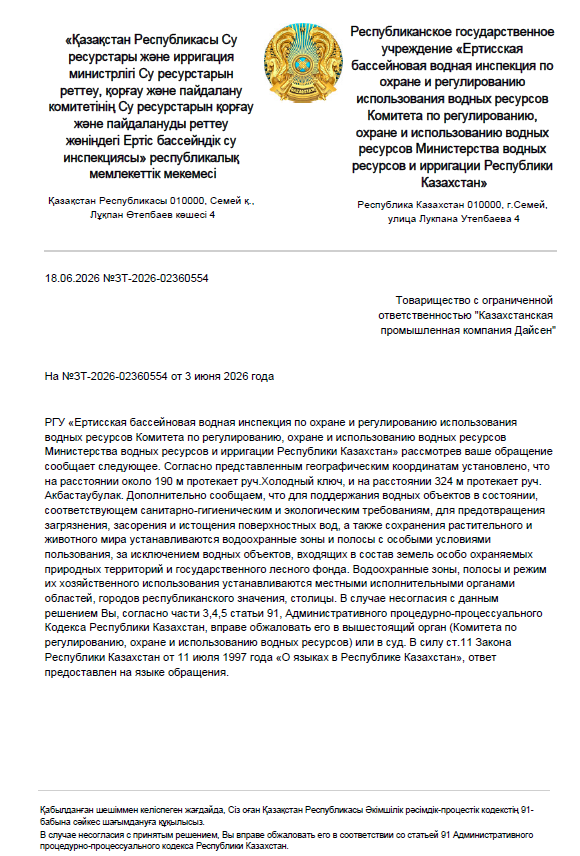 «Қазақстан Республикасы Су
ресурстары және ирригация
министрлігі Су ресурстарын
реттеу, қорғау және пайдалану
комитетінің Су ресурстарын қорғау
және пайдалануды реттеу
жөніндегі Ертіс бассейндік су
инспекциясы» республикалық
мемлекеттік мекемесі
Қазақстан Республикасы 010000, Семей қ.,
Лұқпан Өтепбаев көшесі 4
ҚАЗАҚСТАН
Республиканское государственное
учреждение «Ертисская
бассейновая водная инспекция по
охране и регулированию
использования водных ресурсов
Комитета по регулированию,
охране и использованию водных
ресурсов Министерства водных
ресурсов и ирригации Республики
Казахстан»
Республика Казахстан 010000, г.Семей,
улица Лукпана Утепбаева 4
18.06.2026 №ЗТ-2026-02360554
Товарищество с ограниченной
ответственностью "Казахстанская
промышленная компания Дайсен"
На №ЗТ-2026-02360554 от 3 июня 2026 года
РГУ «Ертисская бассейновая водная инспекция по охране и регулированию использования
водных ресурсов Комитета по регулированию, охране и использованию водных ресурсов
Министерства водных ресурсов и ирригации Республики Казахстан» рассмотрев ваше обращение
сообщает следующее. Согласно представленным географическим координатам установлено, что
на расстоянии около 190 м протекает руч.Холодный ключ, и на расстоянии 324 м протекает руч.
Акбастаубулак. Дополнительно сообщаем, что для поддержания водных объектов в состоянии,
соответствующем санитарно-гигиеническим и экологическим требованиям, для предотвращения
загрязнения, засорения и истощения поверхностных вод, а также сохранения растительного и
животного мира устанавливаются водоохранные зоны и полосы с особыми условиями
пользования, за исключением водных объектов, входящих в состав земель особо охраняемых
природных территорий и государственного лесного фонда. Водоохранные зоны, полосы и режим
их хозяйственного использования устанавливаются местными исполнительными органами
областей, городов республиканского значения, столицы. В случае несогласия с данным
решением Вы, согласно части 3,4,5 статьи 91, Административного процедурно-процессуального
Кодекса Республики Казахстан, вправе обжаловать его в вышестоящий орган (Комитета по
регулированию, охране и использованию водных ресурсов) или в суд. В силу ст.11 Закона
Республики Казахстан от 11 июля 1997 года «О языках в Республике Казахстан», ответ
предоставлен на языке обращения.
Қабылданған шешіммен келіспеген жағдайда, Сіз оған Қазақстан Республикасы Әкімшілік рәсімдік-процестік кодекстің 91-
бабына сәйкес шағымдануға құқылысыз.
В случае несогласия с принятым решением, Вы вправе обжаловать его в соответствии со статьей 91 Административного
процедурно-процессуального кодекса Республики Казахстан.